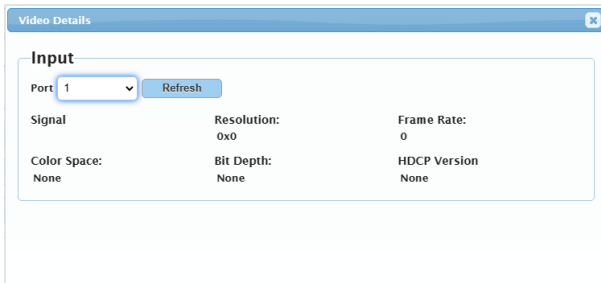 Video Details
Input
Port 1 Refresh
Signal Resolution: Frame Rate:
0x0 0
Color Space: Bit Depth: HDCP Version
None None None